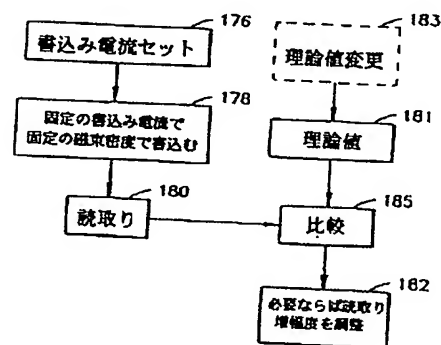 176
書込み電流セット
178
固定の書込み電流で
固定の磁束密度で書込む
180
読取り
183
理論値変更
181
理論値
185
比較
182
必要ならば読取り
増幅度を調整